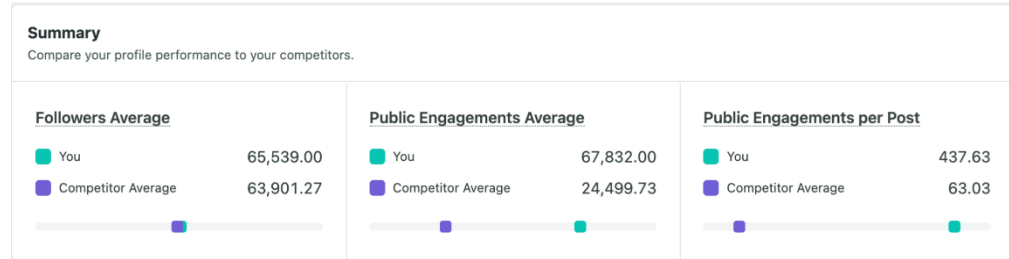 Summary
Compare your profile performance to your competitors.
Followers Average
You 65,539.00
Competitor Average 63,901.27
Public Engagements Average
You 67,832.00
Competitor Average 24,499.73
Public Engagements per Post
You 437.63
Competitor Average 63.03